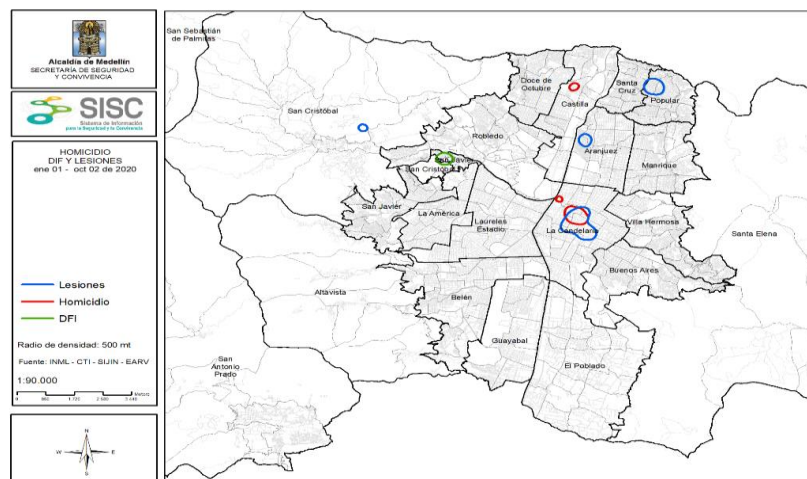 Alcaldía de Medellín
SECRETARÍA DE SEGURIDAD
Y CONVIVENCIA
SISC
Sistema de Información
para la Seguridad y la Convivencia
HOMICIDIO
DIF Y LESIONES
ene 01 - oct 02 de 2020
Lesiones
Homicidio
DFI
Radio de densidad: 500 mt
Fuente: INML - CTI - SIJIN - EARV
1:90.000
Meters
N
W
E
S
San Sebastián
de Palmitas
San Cristóbal
Doce de
Octubre
Castilla
Santa
Cruz
Popular
Robledo
Aranjuez
Manrique
San Javier
San Cristóbal
San Javier
La América
Laureles
Estadio
La Candelaria
Villa Hermosa
Santa Elena
Buenos Aires
Altavista
Belén
Guayabal
El Poblado
San
Antonio
Prado